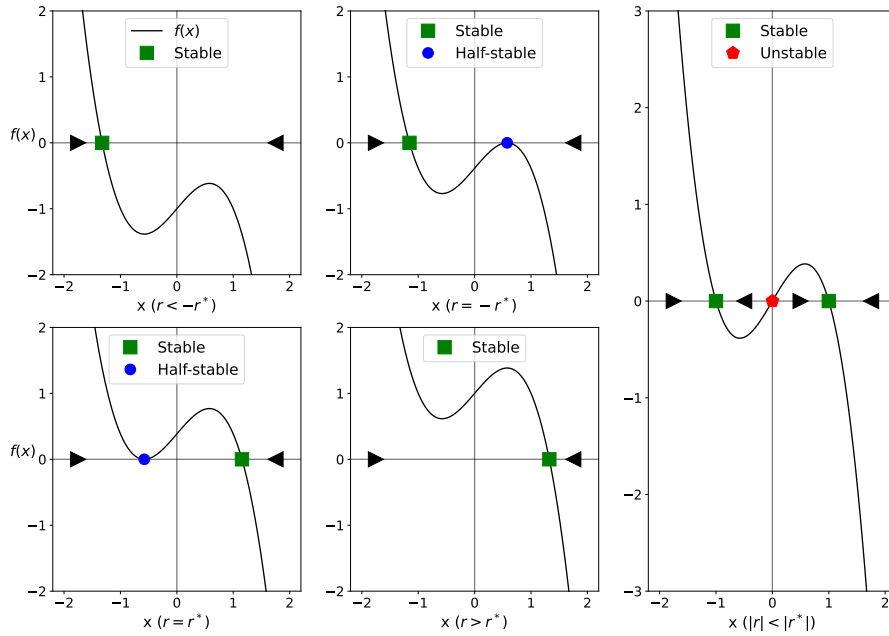 f(x)
Stable
2
1
0
−1
−2
f(x)
−2 −1 0 1 2
x (r < −r*)
Stable
Half-stable
2
1
0
−1
−2
−2 −1 0 1 2
x (r = −r*)
Stable
Unstable
3
2
1
0
−1
−2
−3
−2 −1 0 1 2
x (|r| < |r*|)
Stable
Half-stable
2
1
0
−1
−2
f(x)
−2 −1 0 1 2
x (r = r*)
Stable
2
1
0
−1
−2
−2 −1 0 1 2
x (r > r*)